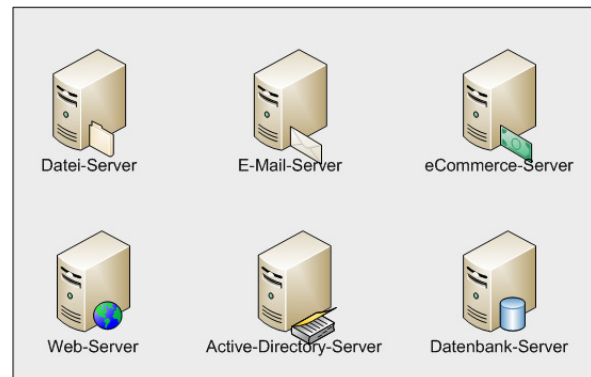 Datei-Server
E-Mail-Server
eCommerce-Server
Web-Server
Active-Directory-Server
Datenbank-Server